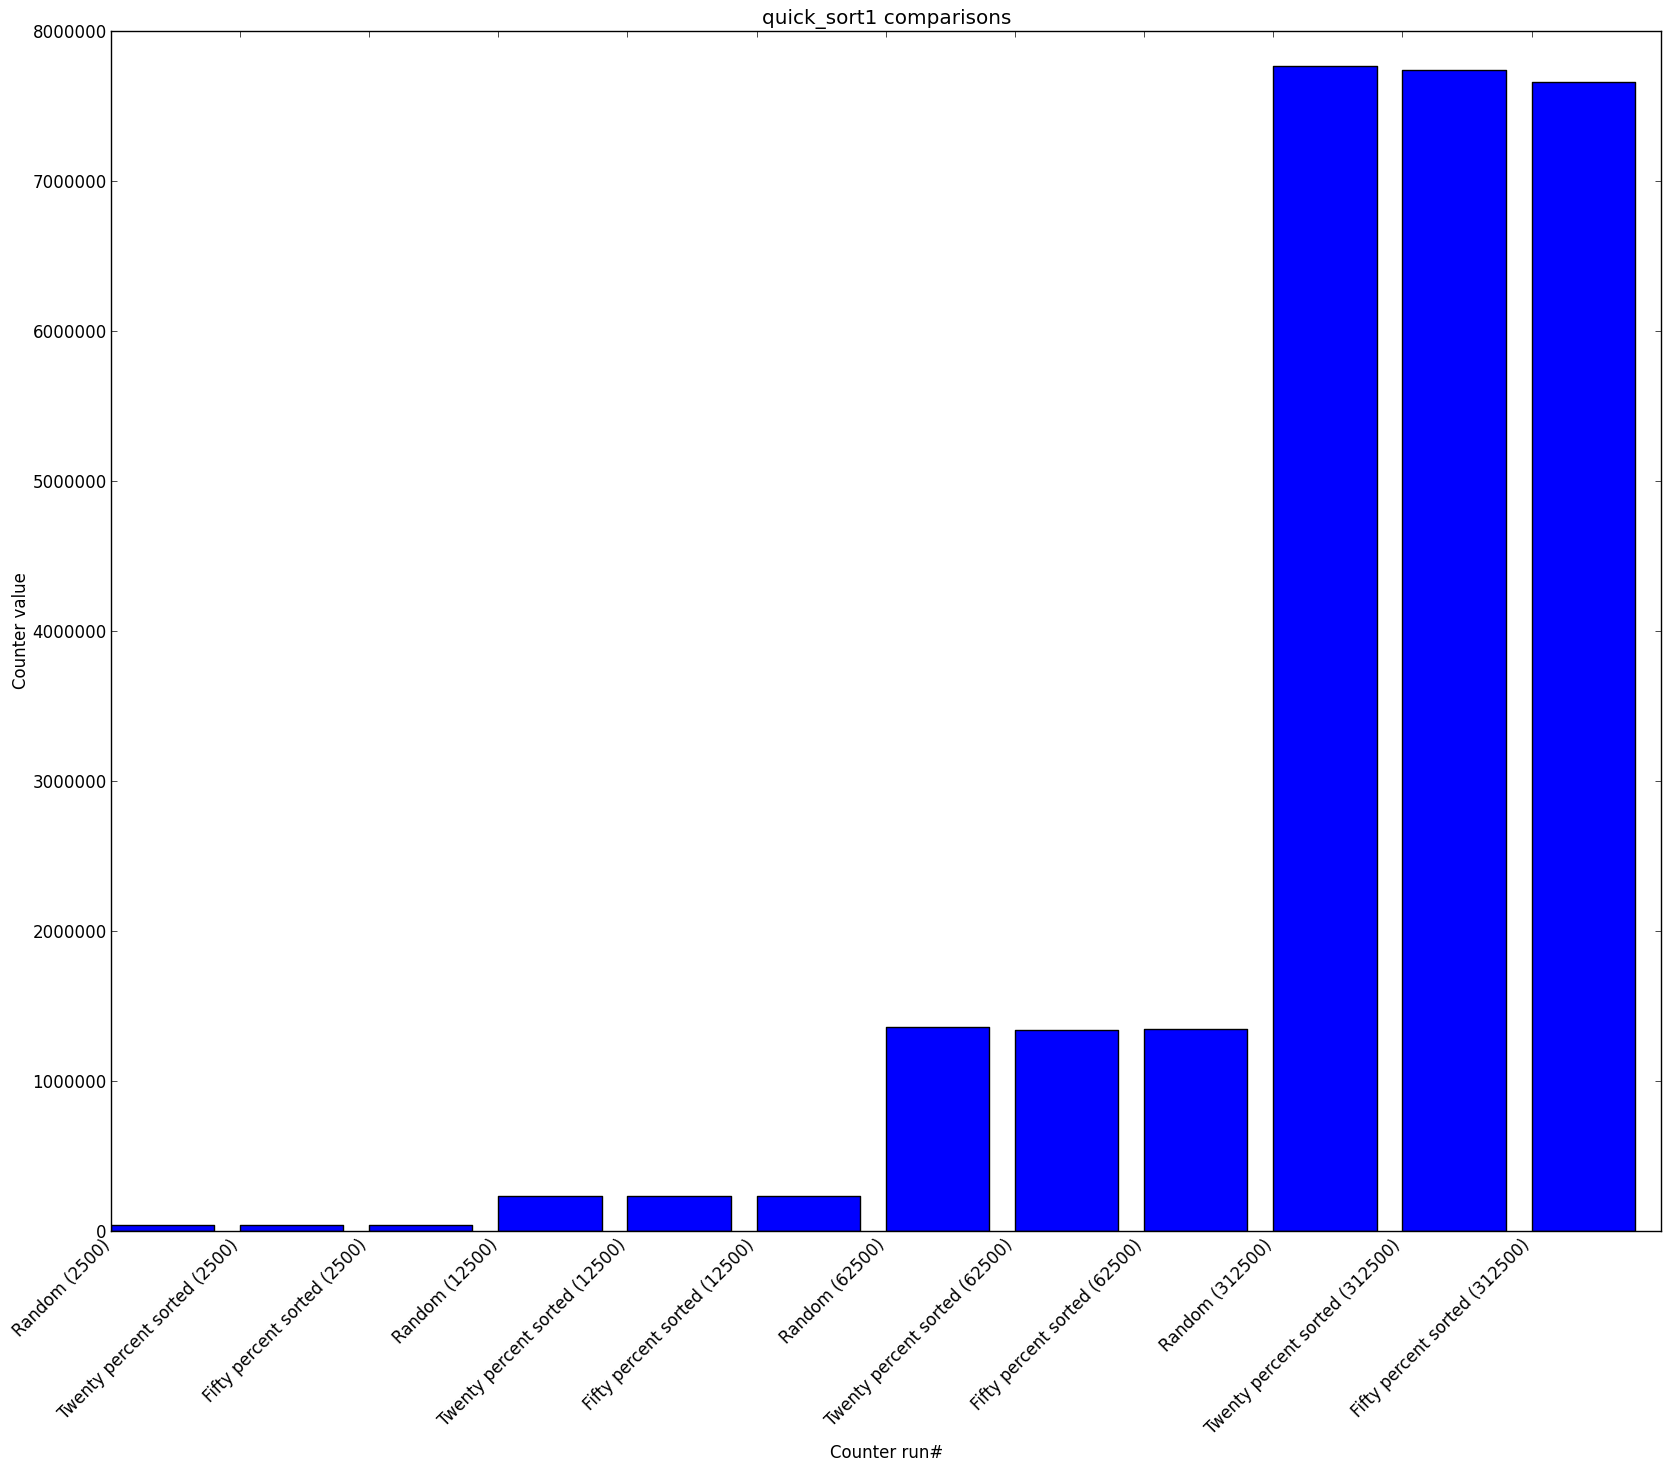 quick_sort1 comparisons
8000000
7000000
6000000
5000000
4000000
3000000
2000000
1000000
0
Counter value
Random (2500)
Twenty percent sorted (2500)
Fifty percent sorted (2500)
Random (12500)
Twenty percent sorted (12500)
Fifty percent sorted (12500)
Random (62500)
Twenty percent sorted (62500)
Fifty percent sorted (62500)
Random (312500)
Twenty percent sorted (312500)
Fifty percent sorted (312500)
Counter run#